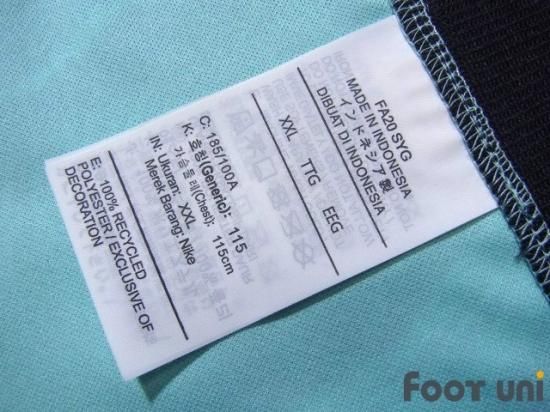 FA20 SYG
MADE IN INDONESIA
インドネシア製
DIBUAT DI INDONESIA
XXL TTG EEG
C: 185/100A
K: 호칭(Generic): 115
가슴둘레(Chest): 115cm
IN: Ukuran: XXL
Merek Barang: Nike
E: 100% RECYCLED
POLYESTER / EXCLUSIVE OF
DECORATION
FOOT UNI